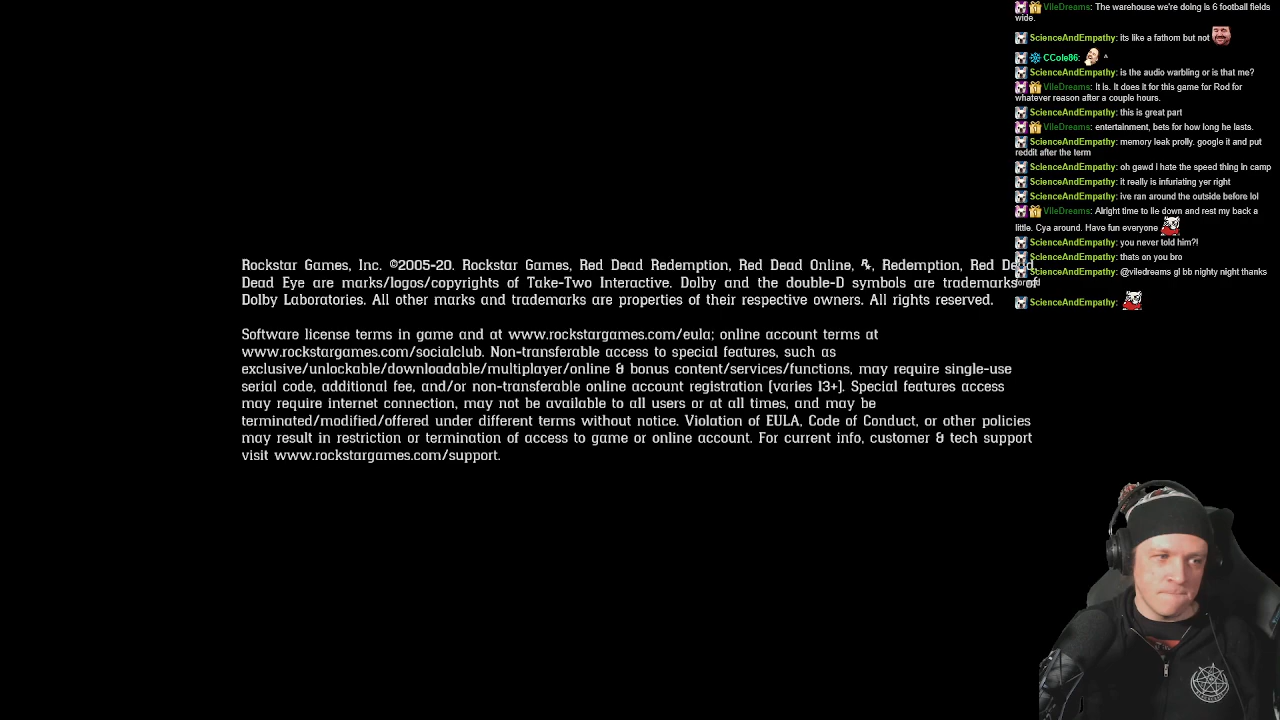 VileDreams: The warehouse we're doing is 6 football fields
wide.
ScienceAndEmpathy: its like a fathom but not
CCole86: ^
ScienceAndEmpathy: is the audio warbling or is that me?
VileDreams: It is. It does it for this game for Rod for
whatever reason after a couple hours.
ScienceAndEmpathy: this is great part
VileDreams: entertainment, bets for how long he lasts.
ScienceAndEmpathy: memory leak prolly. google it and put
reddit after the term
ScienceAndEmpathy: oh gawd i hate the speed thing in camp
ScienceAndEmpathy: it really is infuriating yer right
ScienceAndEmpathy: ive ran around the outside before lol
VileDreams: Alright time to lie down and rest my back a
little. Cya around. Have fun everyone
ScienceAndEmpathy: you never told him?!
ScienceAndEmpathy: thats on you bro
ScienceAndEmpathy: @viledreams gl bb nighty night thanks
ScienceAndEmpathy:
Rockstar Games, Inc. ©2005-20. Rockstar Games, Red Dead Redemption, Red Dead Online, R*, Redemption, Red Dead
Dead Eye are marks/logos/copyrights of Take-Two Interactive. Dolby and the double-D symbols are trademarks of
Dolby Laboratories. All other marks and trademarks are properties of their respective owners. All rights reserved.
Software license terms in game and at www.rockstargames.com/eula; online account terms at
www.rockstargames.com/socialclub. Non-transferable access to special features, such as
exclusive/unlockable/downloadable/multiplayer/online & bonus content/services/functions, may require single-use
serial code, additional fee, and/or non-transferable online account registration (varies 13+). Special features access
may require internet connection, may not be available to all users or at all times, and may be
terminated/modified/offered under different terms without notice. Violation of EULA, Code of Conduct, or other policies
may result in restriction or termination of access to game or online account. For current info, customer & tech support
visit www.rockstargames.com/support.